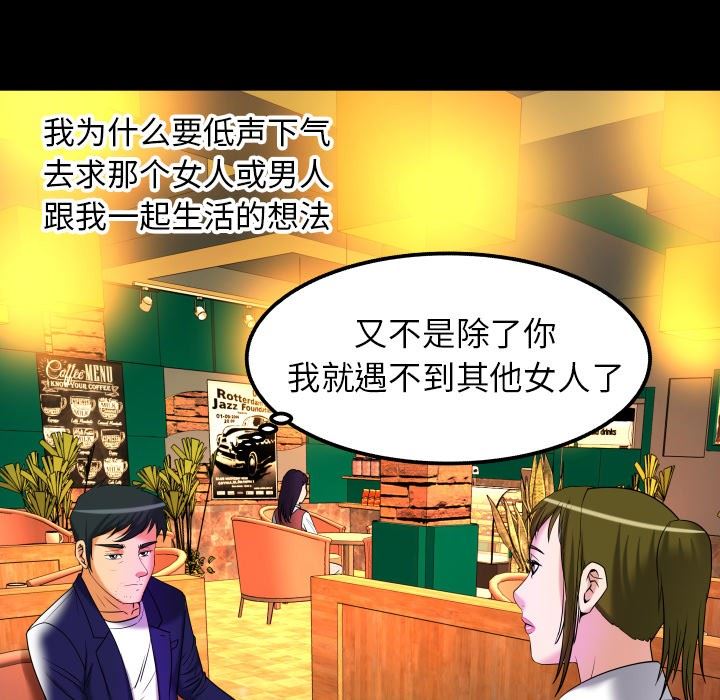 我为什么要低声下气
去求那个女人或男人
跟我一起生活的想法
又不是除了你
我就遇不到其他女人了
Coffee MENU
I KNOW YOUR COFFEE
Rotterdam
Jazz Foundation
drinks